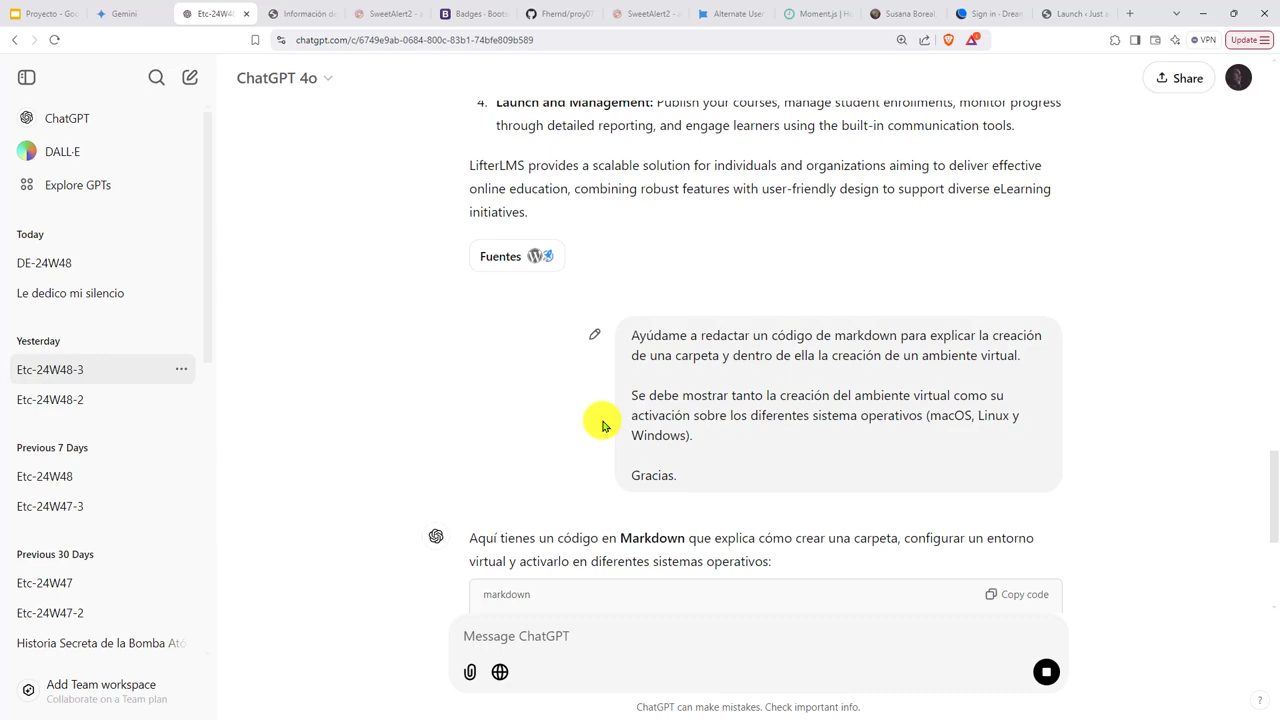 Proyecto - Goo
Gemini
Etc-24W48
Información de
SweetAlert2 - a
Badges · Boots
Fhernd/proy07
SweetAlert2 - a
Alternate User
Moment.js | Ho
Susana Boreal
Sign in - Dream
Launch ‹ Just a
chatgpt.com/c/6749e9ab-0684-800c-83b1-74bfe809b589
VPN
Update
ChatGPT 4o
Share
ChatGPT
DALL·E
Explore GPTs
Today
DE-24W48
Le dedico mi silencio
Yesterday
Etc-24W48-3
Etc-24W48-2
Previous 7 Days
Etc-24W48
Etc-24W47-3
Previous 30 Days
Etc-24W47
Etc-24W47-2
Historia Secreta de la Bomba Ató
Add Team workspace
Collaborate on a Team plan
4. Launch and Management: Publish your courses, manage student enrollments, monitor progress
through detailed reporting, and engage learners using the built-in communication tools.
LifterLMS provides a scalable solution for individuals and organizations aiming to deliver effective
online education, combining robust features with user-friendly design to support diverse eLearning
initiatives.
Fuentes
Ayúdame a redactar un código de markdown para explicar la creación
de una carpeta y dentro de ella la creación de un ambiente virtual.
Se debe mostrar tanto la creación del ambiente virtual como su
activación sobre los diferentes sistema operativos (macOS, Linux y
Windows).
Gracias.
Aquí tienes un código en Markdown que explica cómo crear una carpeta, configurar un entorno
virtual y activarlo en diferentes sistemas operativos:
markdown
Copy code
Message ChatGPT
ChatGPT can make mistakes. Check important info.
?